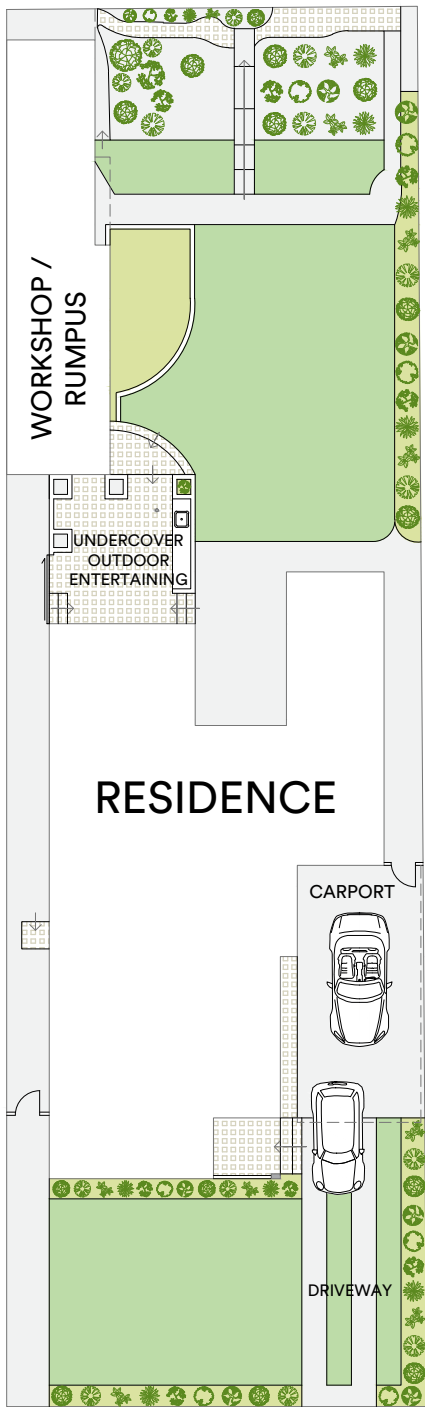 WORKSHOP /
RUMPUS
UNDERCOVER
OUTDOOR
ENTERTAINING
RESIDENCE
CARPORT
DRIVEWAY